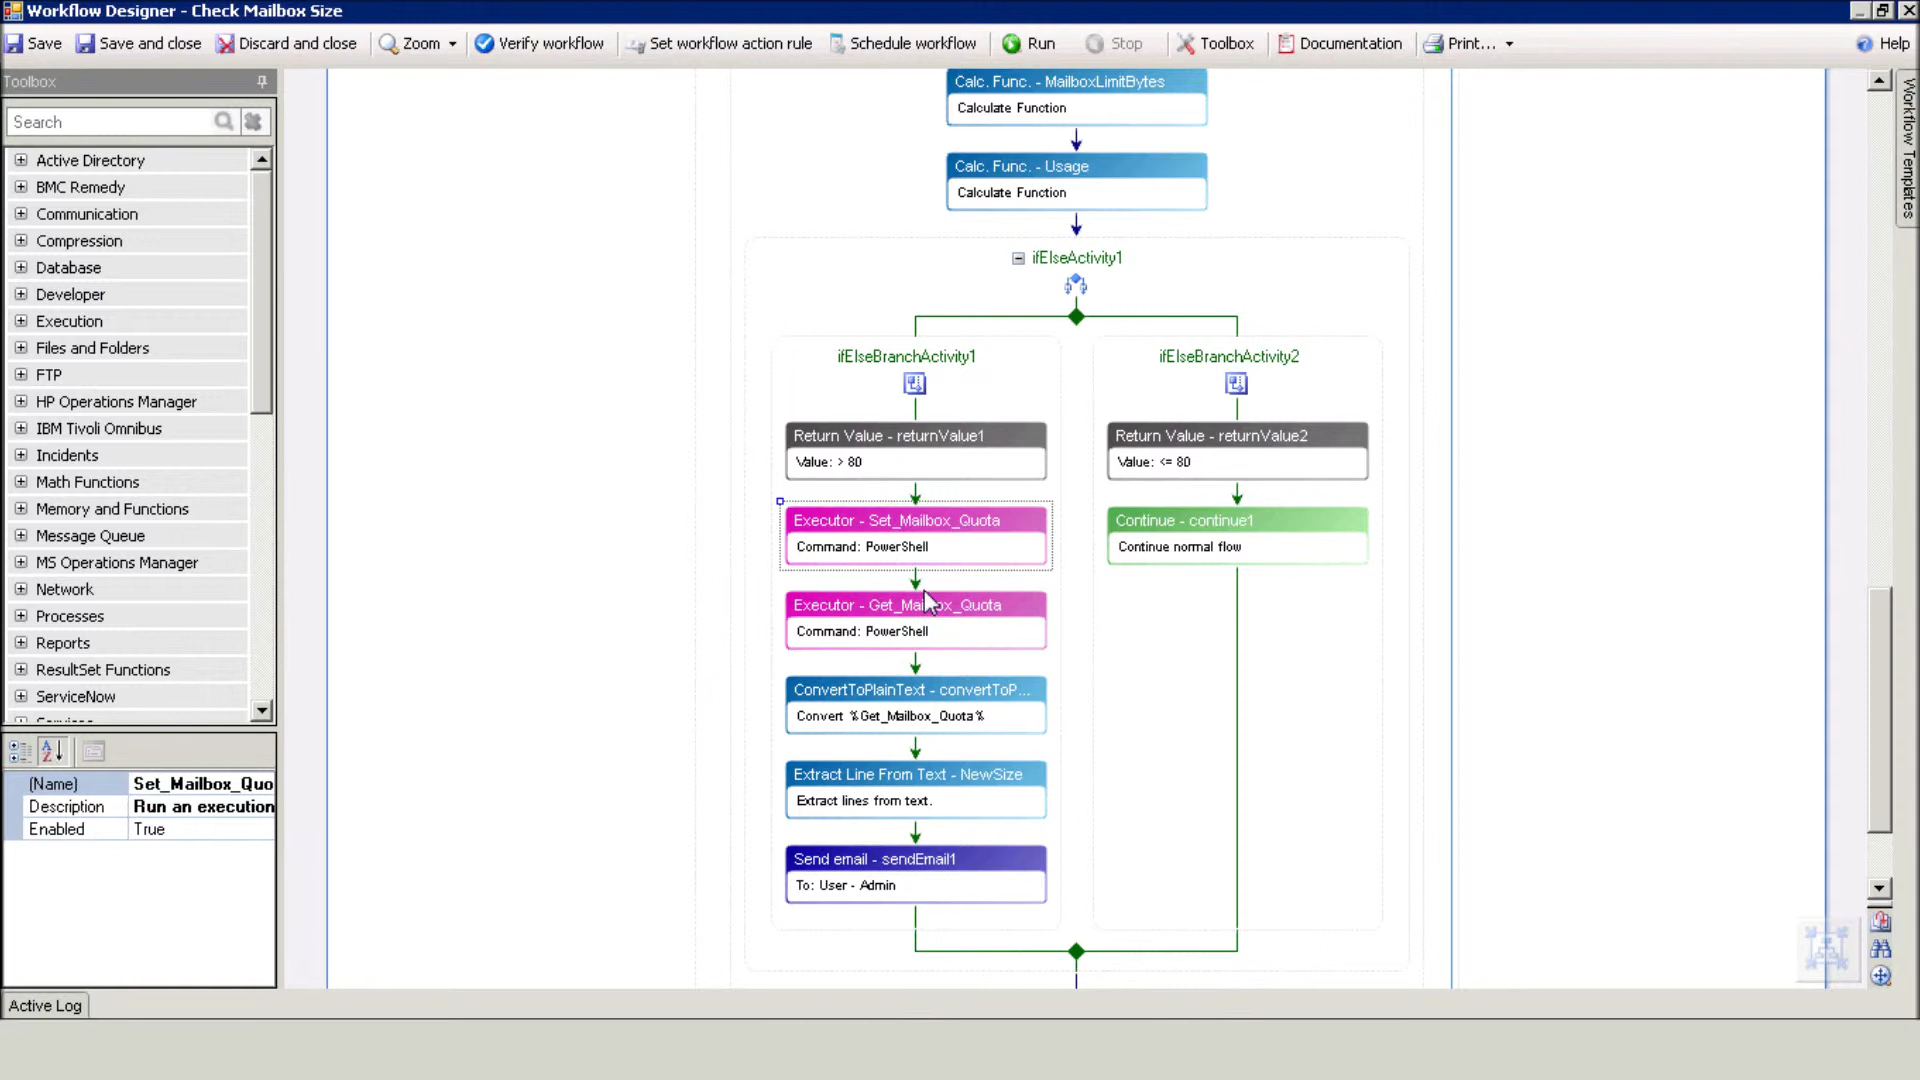 Workflow Designer - Check Mailbox Size
Save Save and close Discard and close Zoom Verify workflow Set workflow action rule Schedule workflow Run Stop Toolbox Documentation Print... Help
Toolbox
Search
Active Directory
BMC Remedy
Communication
Compression
Database
Developer
Execution
Files and Folders
FTP
HP Operations Manager
IBM Tivoli Omnibus
Incidents
Math Functions
Memory and Functions
Message Queue
MS Operations Manager
Network
Processes
Reports
ResultSet Functions
ServiceNow
(Name) Set_Mailbox_Quo
Description Run an execution
Enabled True
Active Log
Calc. Func. - MailboxLimitBytes
Calculate Function
Calc. Func. - Usage
Calculate Function
ifElseActivity1
ifElseBranchActivity1
Return Value - returnValue1
Value: > 80
Executor - Set_Mailbox_Quota
Command: PowerShell
Executor - Get_Mailbox_Quota
Command: PowerShell
ConvertToPlainText - convertToP...
Convert %Get_Mailbox_Quota%
Extract Line From Text - NewSize
Extract lines from text.
Send email - sendEmail1
To: User - Admin
ifElseBranchActivity2
Return Value - returnValue2
Value: <= 80
Continue - continue1
Continue normal flow
Workflow Templates